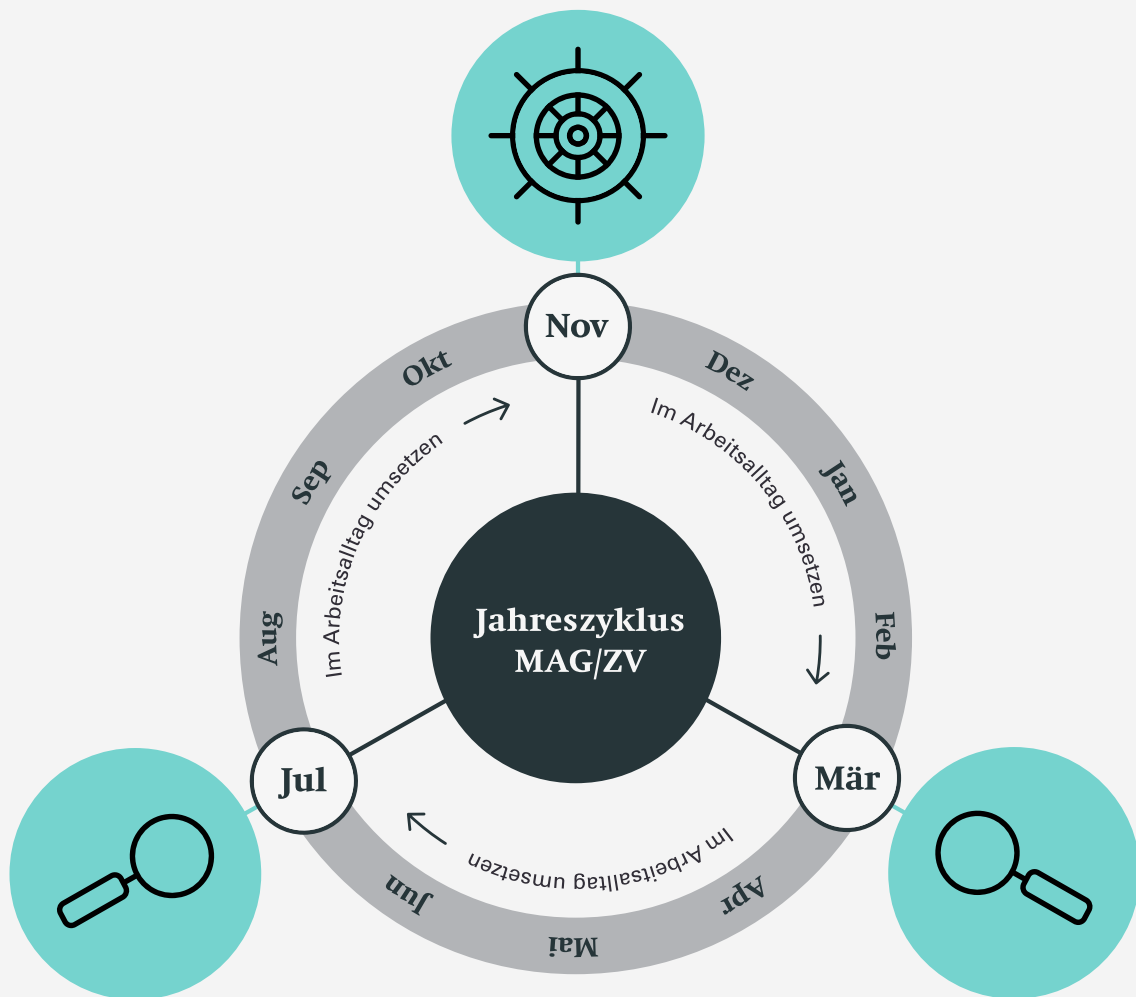 Nov
Dez
Jan
Feb
Mär
Apr
Mai
Jun
Jul
Aug
Sep
Okt
Im Arbeitsalltag umsetzen
Im Arbeitsalltag umsetzen
Im Arbeitsalltag umsetzen
Jahreszyklus
MAG/ZV